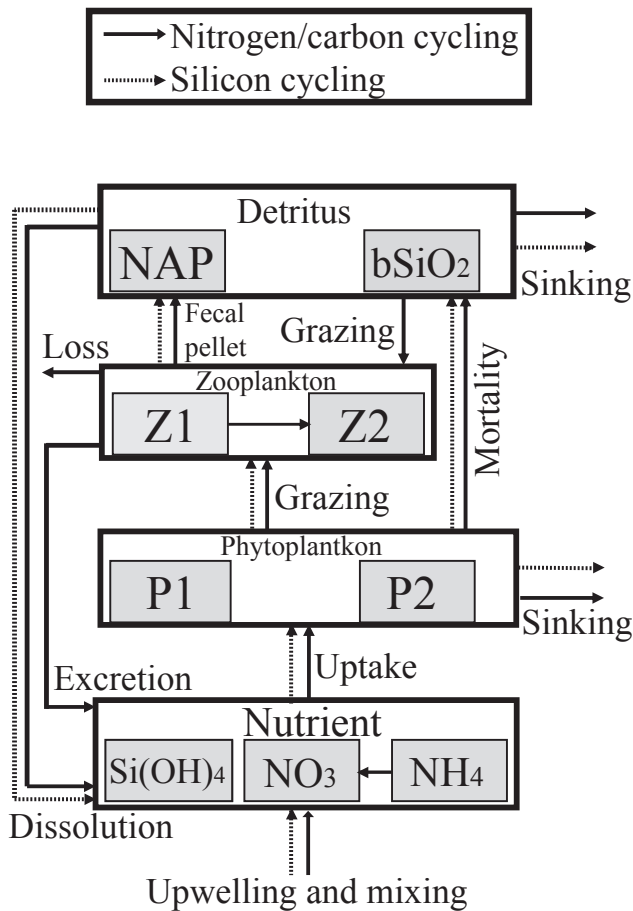 Nitrogen/carbon cycling
Silicon cycling
Detritus
NAP
bSiO2
Sinking
Fecal
pellet
Grazing
Loss
Zooplankton
Z1
Z2
Mortality
Grazing
Phytoplantkon
P1
P2
Sinking
Uptake
Excretion
Nutrient
Si(OH)4
NO3
NH4
Dissolution
Upwelling and mixing